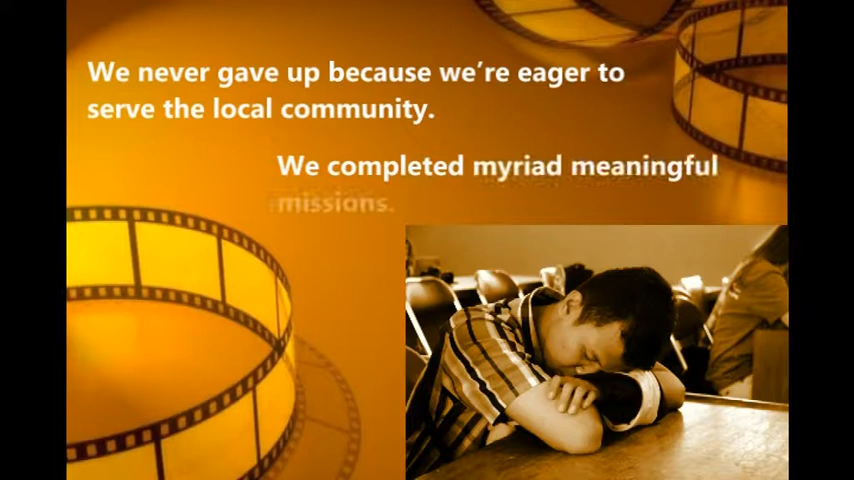 We never gave up because we’re eager to
serve the local community.
We completed myriad meaningful
missions.